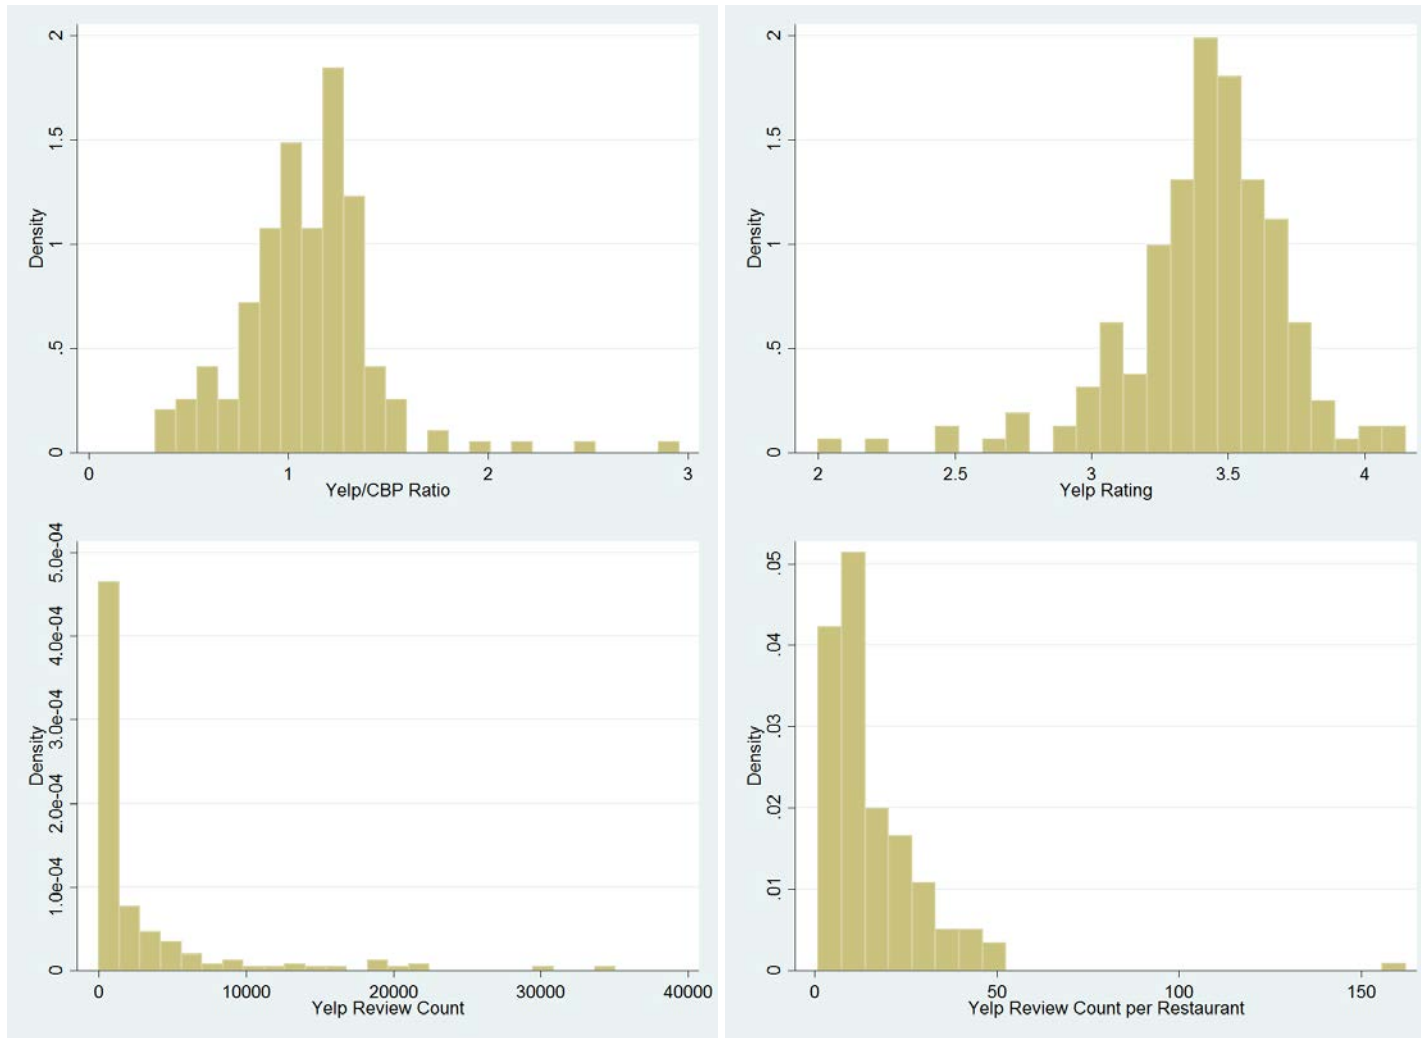 2
1.5
1
.5
0
Density
0 1 2 3
Yelp/CBP Ratio
2
1.5
1
.5
0
Density
2 2.5 3 3.5 4
Yelp Rating
5.0e-04
4.0e-04
3.0e-04
2.0e-04
1.0e-04
0
Density
0 10000 20000 30000 40000
Yelp Review Count
.05
.04
.03
.02
.01
0
Density
0 50 100 150
Yelp Review Count per Restaurant